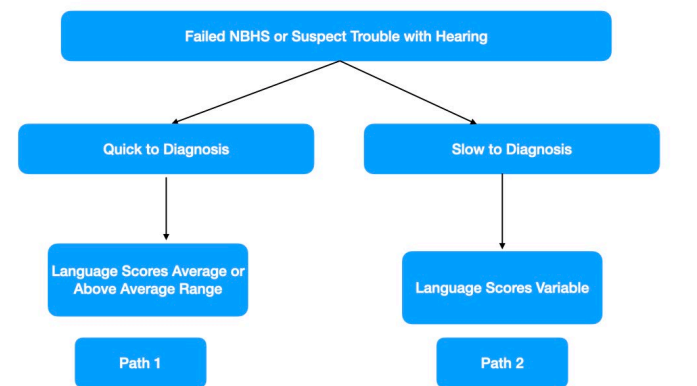 Failed NBHS or Suspect Trouble with Hearing
Quick to Diagnosis
Slow to Diagnosis
Language Scores Average or
Above Average Range
Language Scores Variable
Path 1
Path 2